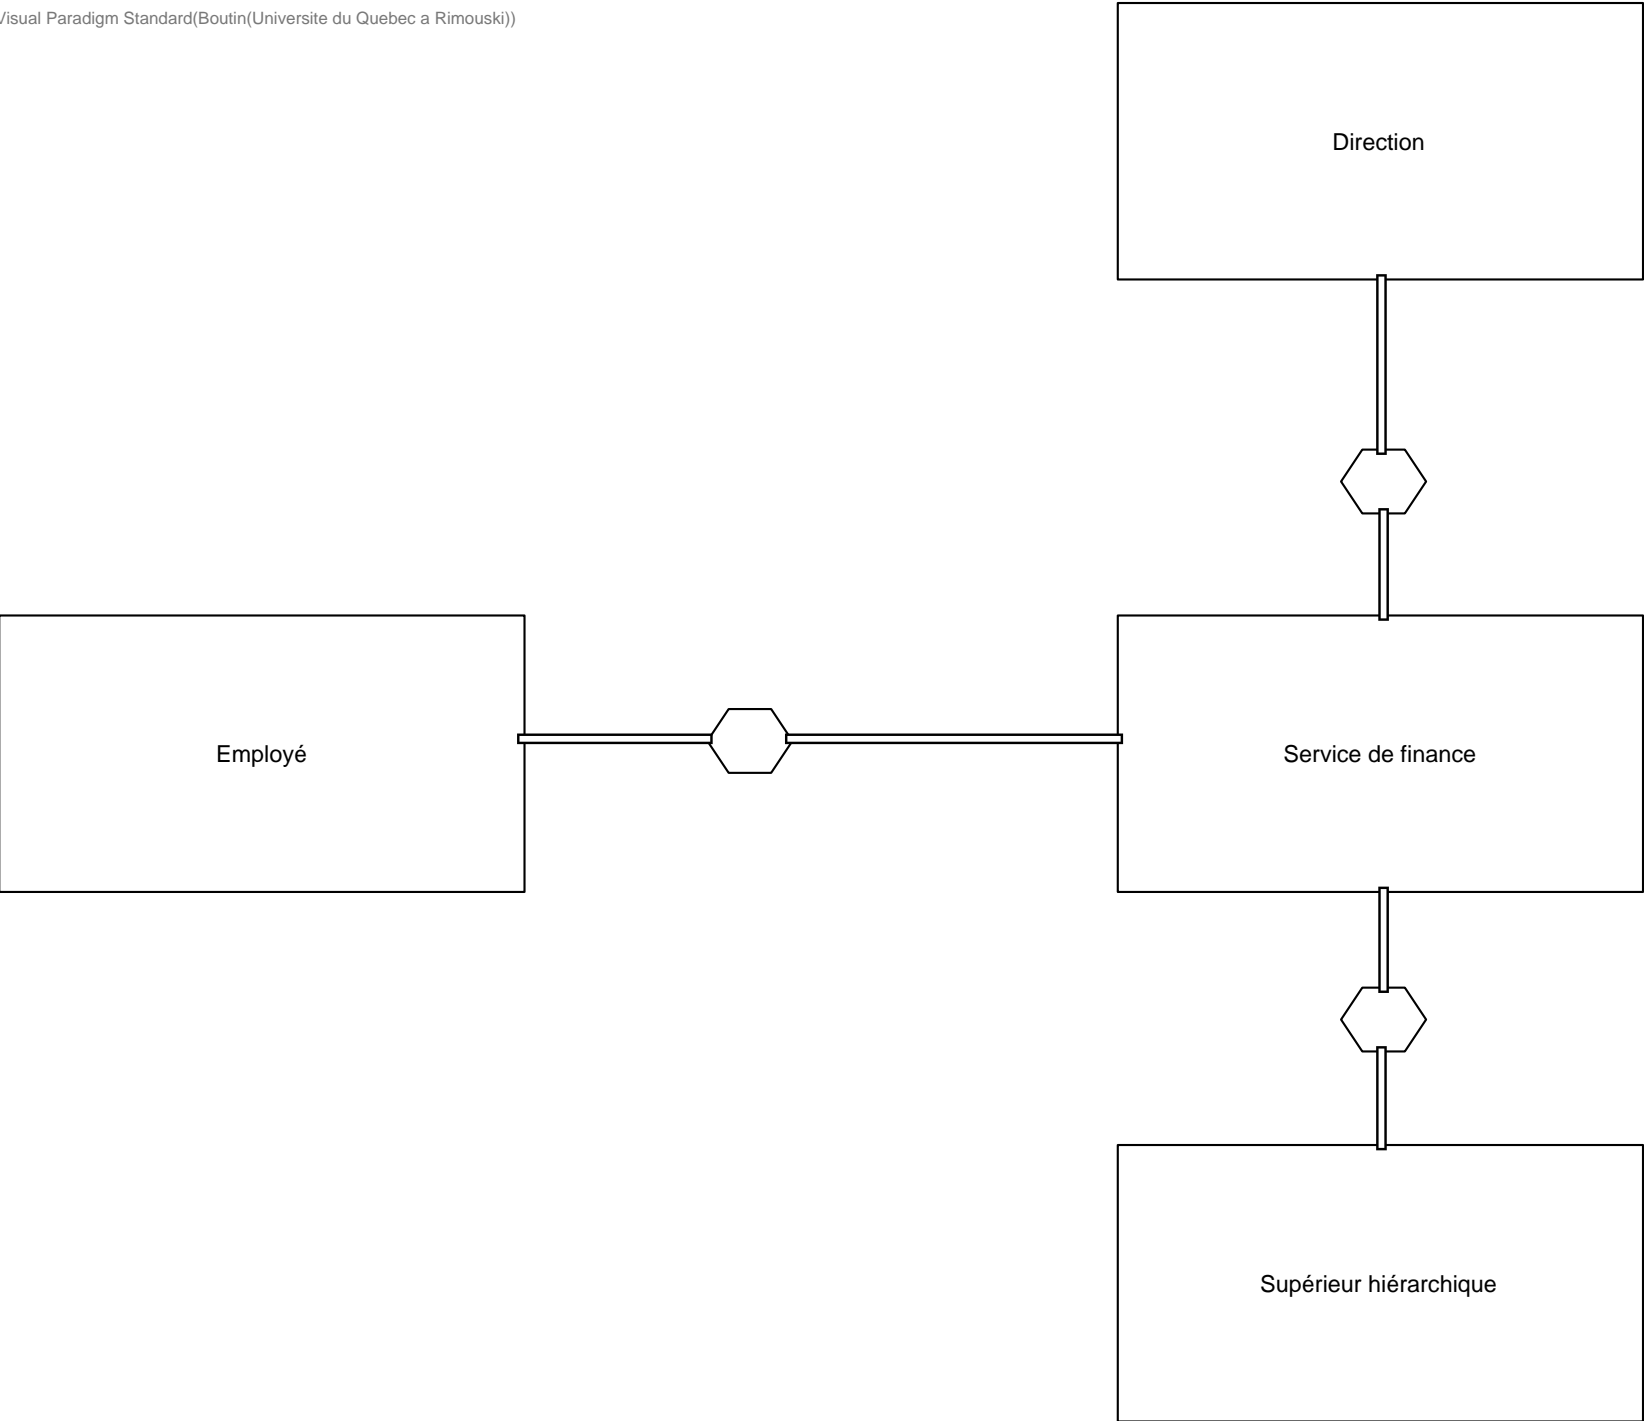 Visual Paradigm Standard(Boutin(Universite du Quebec a Rimouski))
Direction
Employé
Service de finance
Supérieur hiérarchique